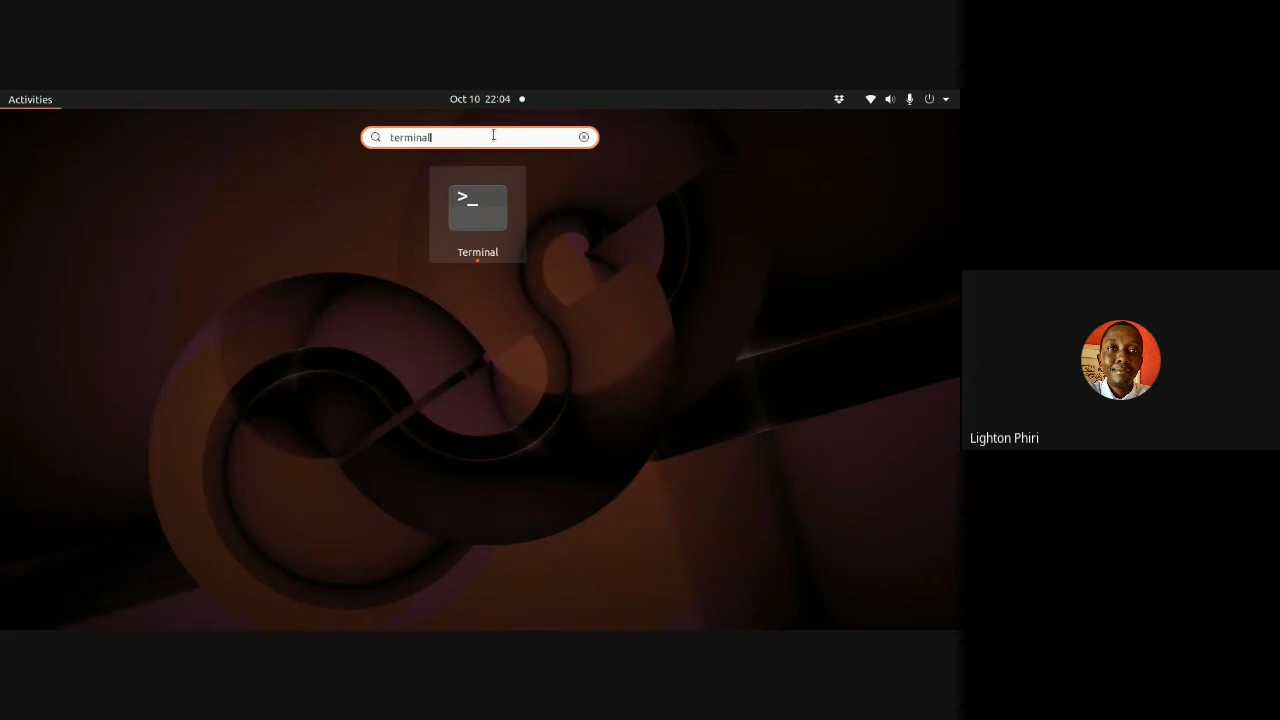 Activities
Oct 10 22:04
terminal
>_
Terminal
Lighton Phiri